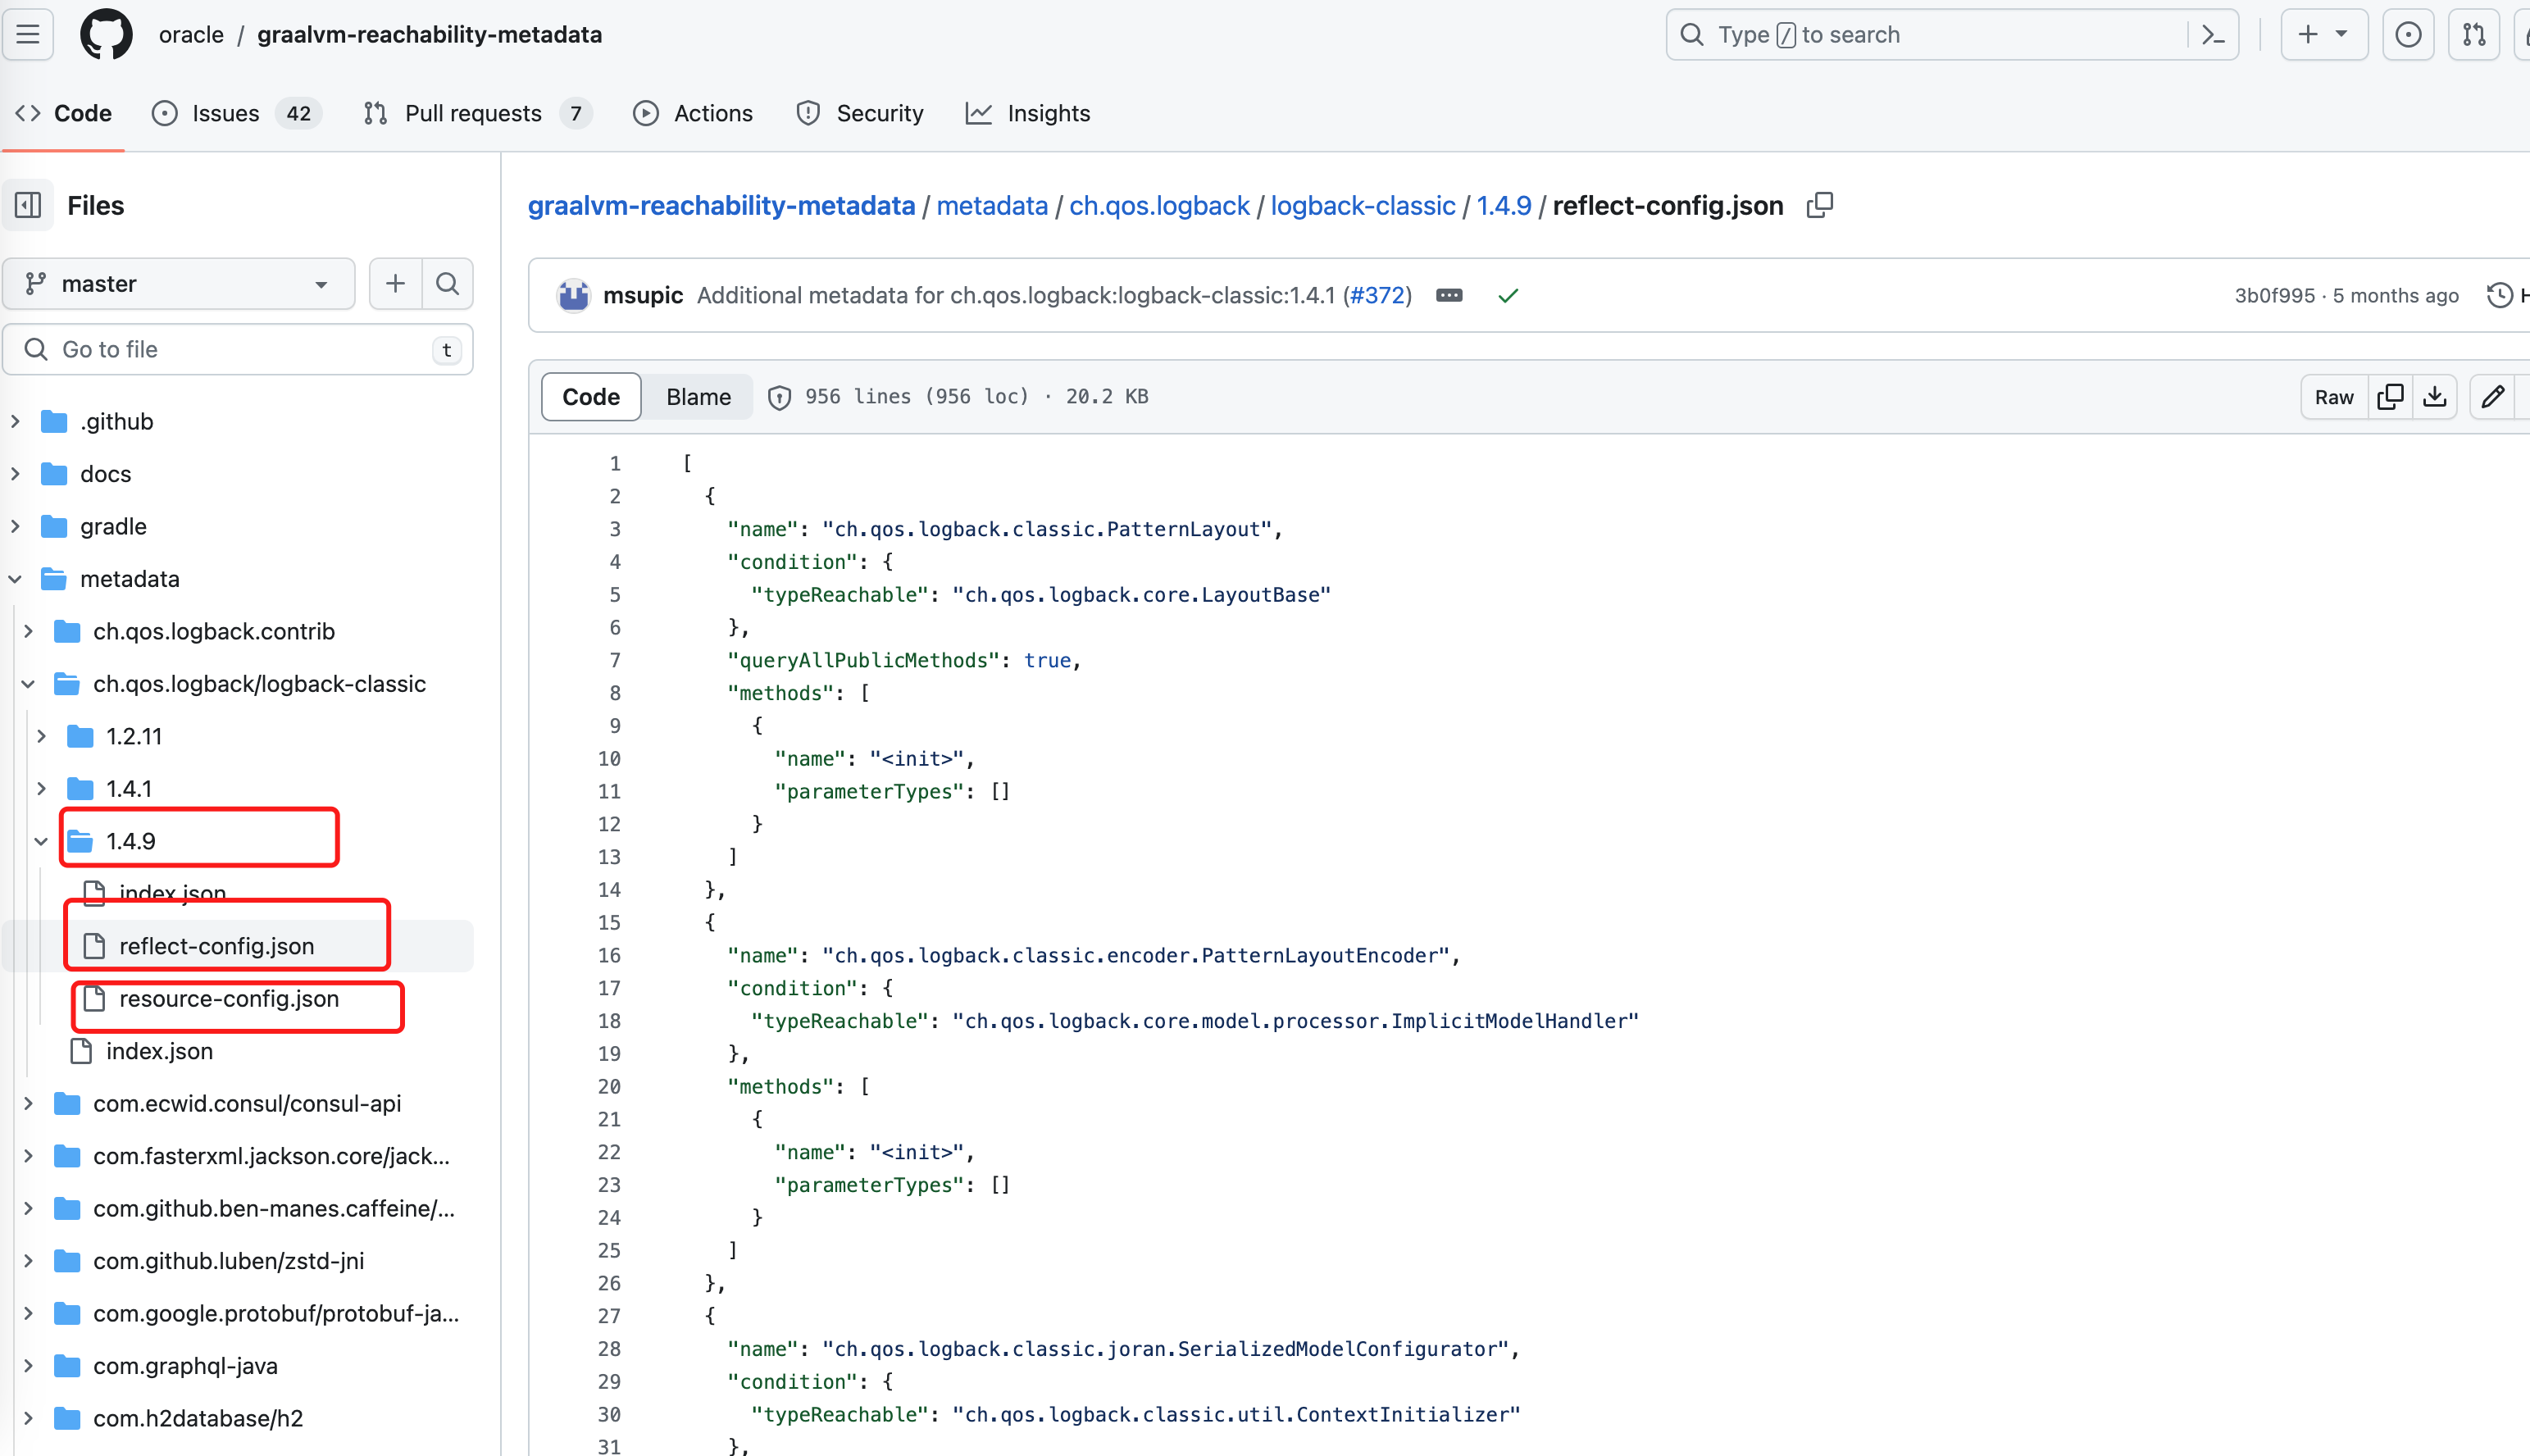 oracle / graalvm-reachability-metadata
Type / to search
Code
Issues 42
Pull requests 7
Actions
Security
Insights
Files
master
Go to file
t
.github
docs
gradle
metadata
ch.qos.logback.contrib
ch.qos.logback/logback-classic
1.2.11
1.4.1
1.4.9
index.json
reflect-config.json
resource-config.json
index.json
com.ecwid.consul/consul-api
com.fasterxml.jackson.core/jack...
com.github.ben-manes.caffeine/...
com.github.luben/zstd-jni
com.google.protobuf/protobuf-ja...
com.graphql-java
com.h2database/h2
graalvm-reachability-metadata / metadata / ch.qos.logback / logback-classic / 1.4.9 / reflect-config.json
msupic Additional metadata for ch.qos.logback:logback-classic:1.4.1 (#372)
3b0f995 · 5 months ago
Code
Blame
956 lines (956 loc) · 20.2 KB
Raw
1 [
2 {
3 "name": "ch.qos.logback.classic.PatternLayout",
4 "condition": {
5 "typeReachable": "ch.qos.logback.core.LayoutBase"
6 },
7 "queryAllPublicMethods": true,
8 "methods": [
9 {
10 "name": "<init>",
11 "parameterTypes": []
12 }
13 ]
14 },
15 {
16 "name": "ch.qos.logback.classic.encoder.PatternLayoutEncoder",
17 "condition": {
18 "typeReachable": "ch.qos.logback.core.model.processor.ImplicitModelHandler"
19 },
20 "methods": [
21 {
22 "name": "<init>",
23 "parameterTypes": []
24 }
25 ]
26 },
27 {
28 "name": "ch.qos.logback.classic.joran.SerializedModelConfigurator",
29 "condition": {
30 "typeReachable": "ch.qos.logback.classic.util.ContextInitializer"
31 },